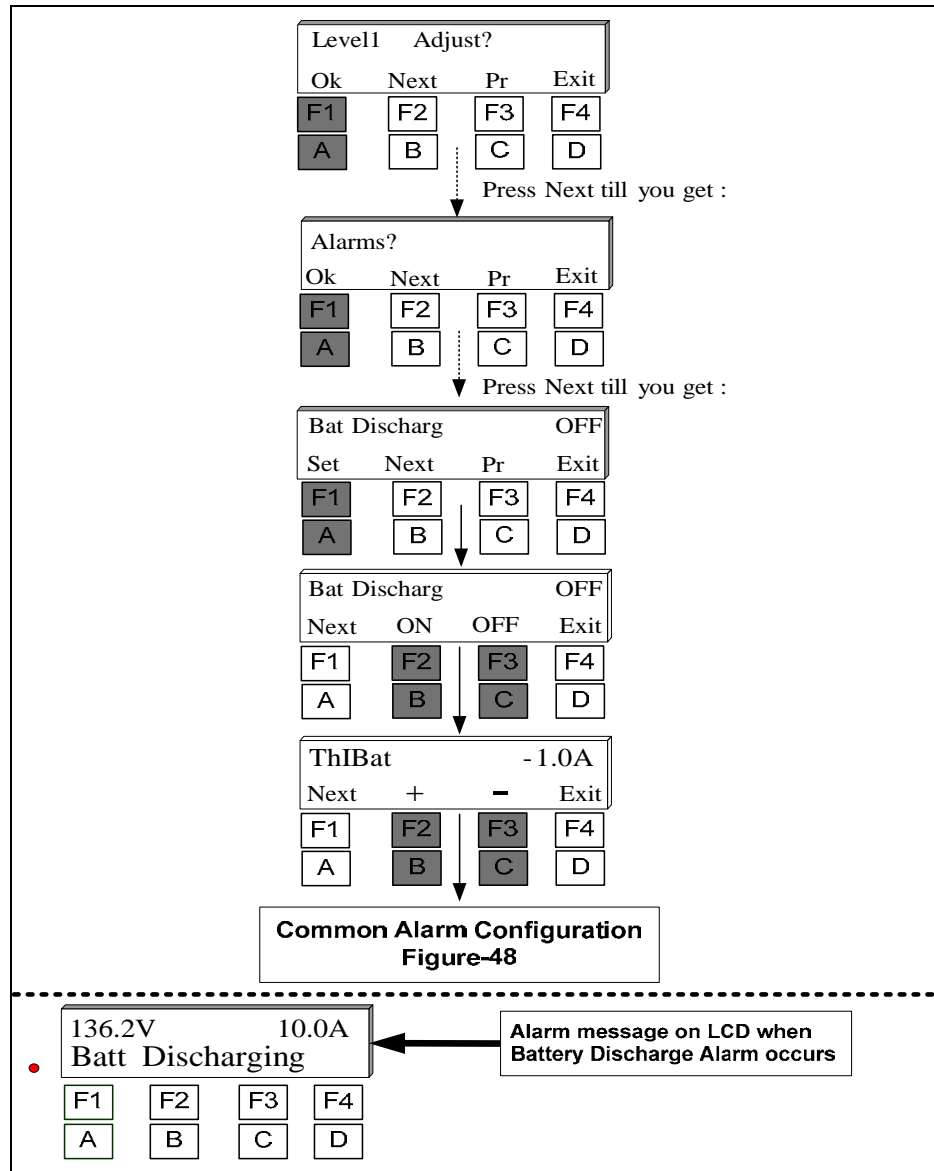 Level1 Adjust?
Ok Next Pr Exit
F1 F2 F3 F4
A B C D
Press Next till you get :
Alarms?
Ok Next Pr Exit
F1 F2 F3 F4
A B C D
Press Next till you get :
Bat Discharg OFF
Set Next Pr Exit
F1 F2 F3 F4
A B C D
Bat Discharg OFF
Next ON OFF Exit
F1 F2 F3 F4
A B C D
ThIBat -1.0A
Next + - Exit
F1 F2 F3 F4
A B C D
Common Alarm Configuration
Figure-48
136.2V 10.0A
Batt Discharging
Alarm message on LCD when
Battery Discharge Alarm occurs
F1 F2 F3 F4
A B C D